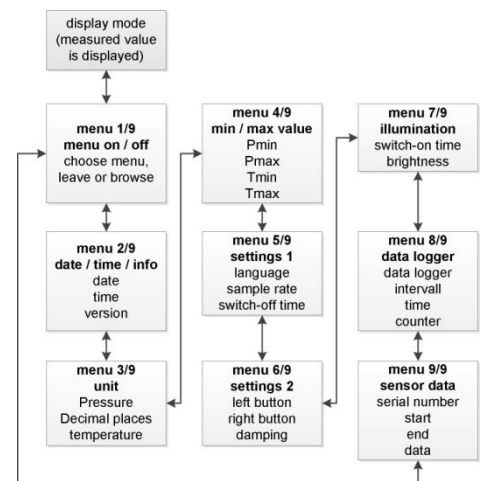 display mode
(measured value
is displayed)
menu 1/9
menu on / off
choose menu,
leave or browse
menu 2/9
date / time / info
date
time
version
menu 3/9
unit
Pressure
Decimal places
temperature
menu 4/9
min / max value
Pmin
Pmax
Tmin
Tmax
menu 5/9
settings 1
language
sample rate
switch-off time
menu 6/9
settings 2
left button
right button
damping
menu 7/9
illumination
switch-on time
brightness
menu 8/9
data logger
data logger
intervall
time
counter
menu 9/9
sensor data
serial number
start
end
data